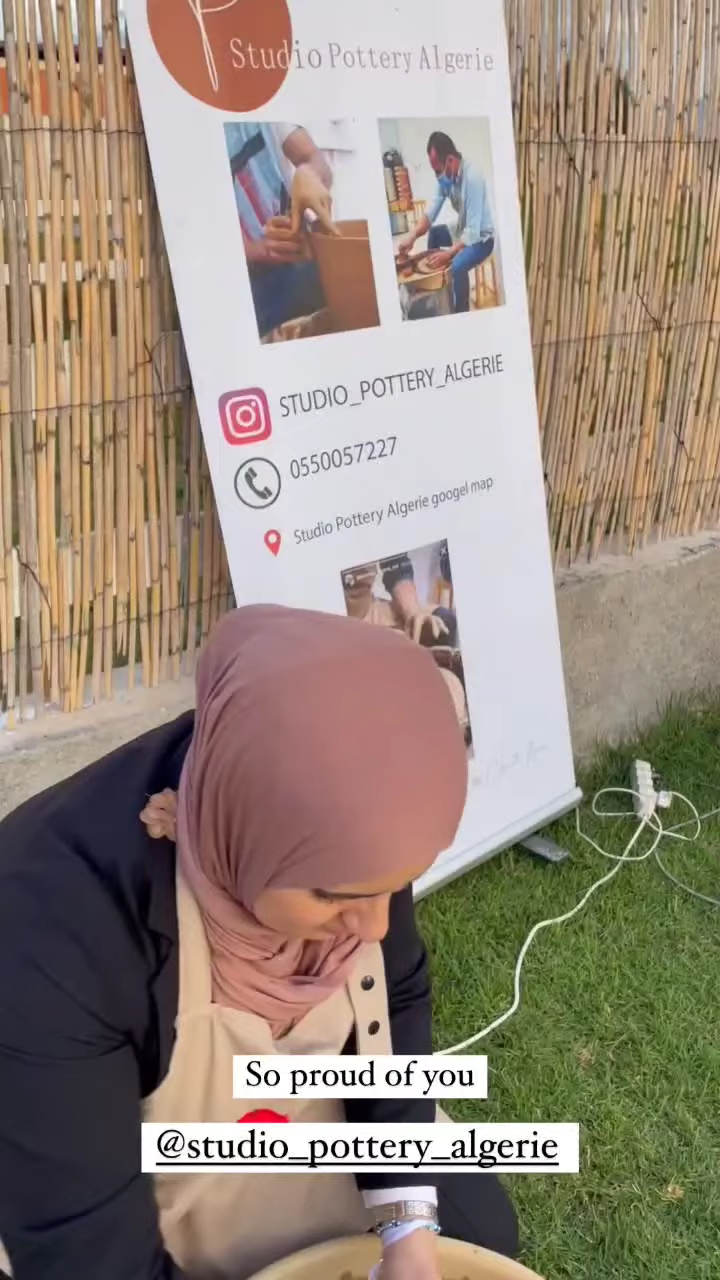 Studio Pottery Algerie
STUDIO_POTTERY_ALGERIE
0550057227
Studio Pottery Algerie googel map
So proud of you
@studio_pottery_algerie